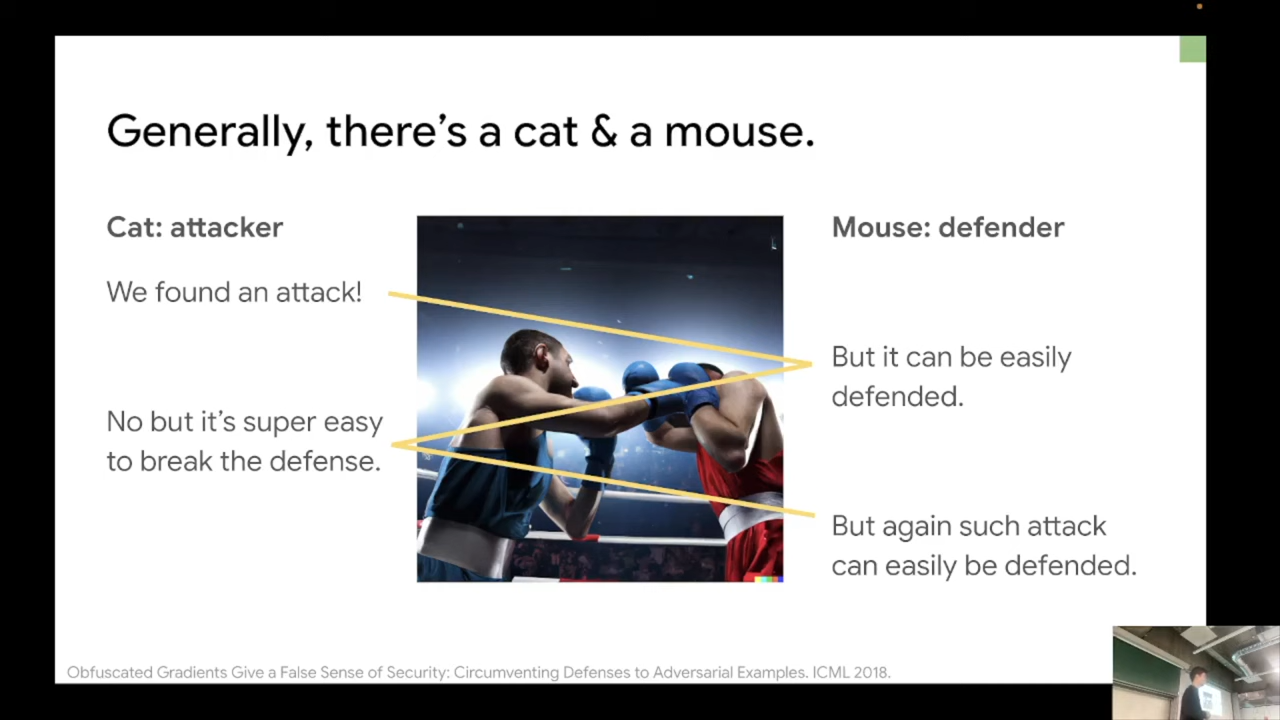 Generally, there's a cat & a mouse.
Cat: attacker
We found an attack!
No but it's super easy
to break the defense.
Mouse: defender
But it can be easily
defended.
But again such attack
can easily be defended.
Obfuscated Gradients Give a False Sense of Security: Circumventing Defenses to Adversarial Examples. ICML 2018.